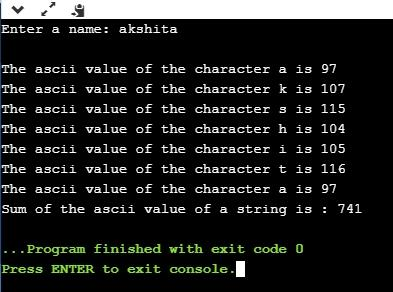 Enter a name: akshita
The ascii value of the character a is 97
The ascii value of the character k is 107
The ascii value of the character s is 115
The ascii value of the character h is 104
The ascii value of the character i is 105
The ascii value of the character t is 116
The ascii value of the character a is 97
Sum of the ascii value of a string is : 741
...Program finished with exit code 0
Press ENTER to exit console.